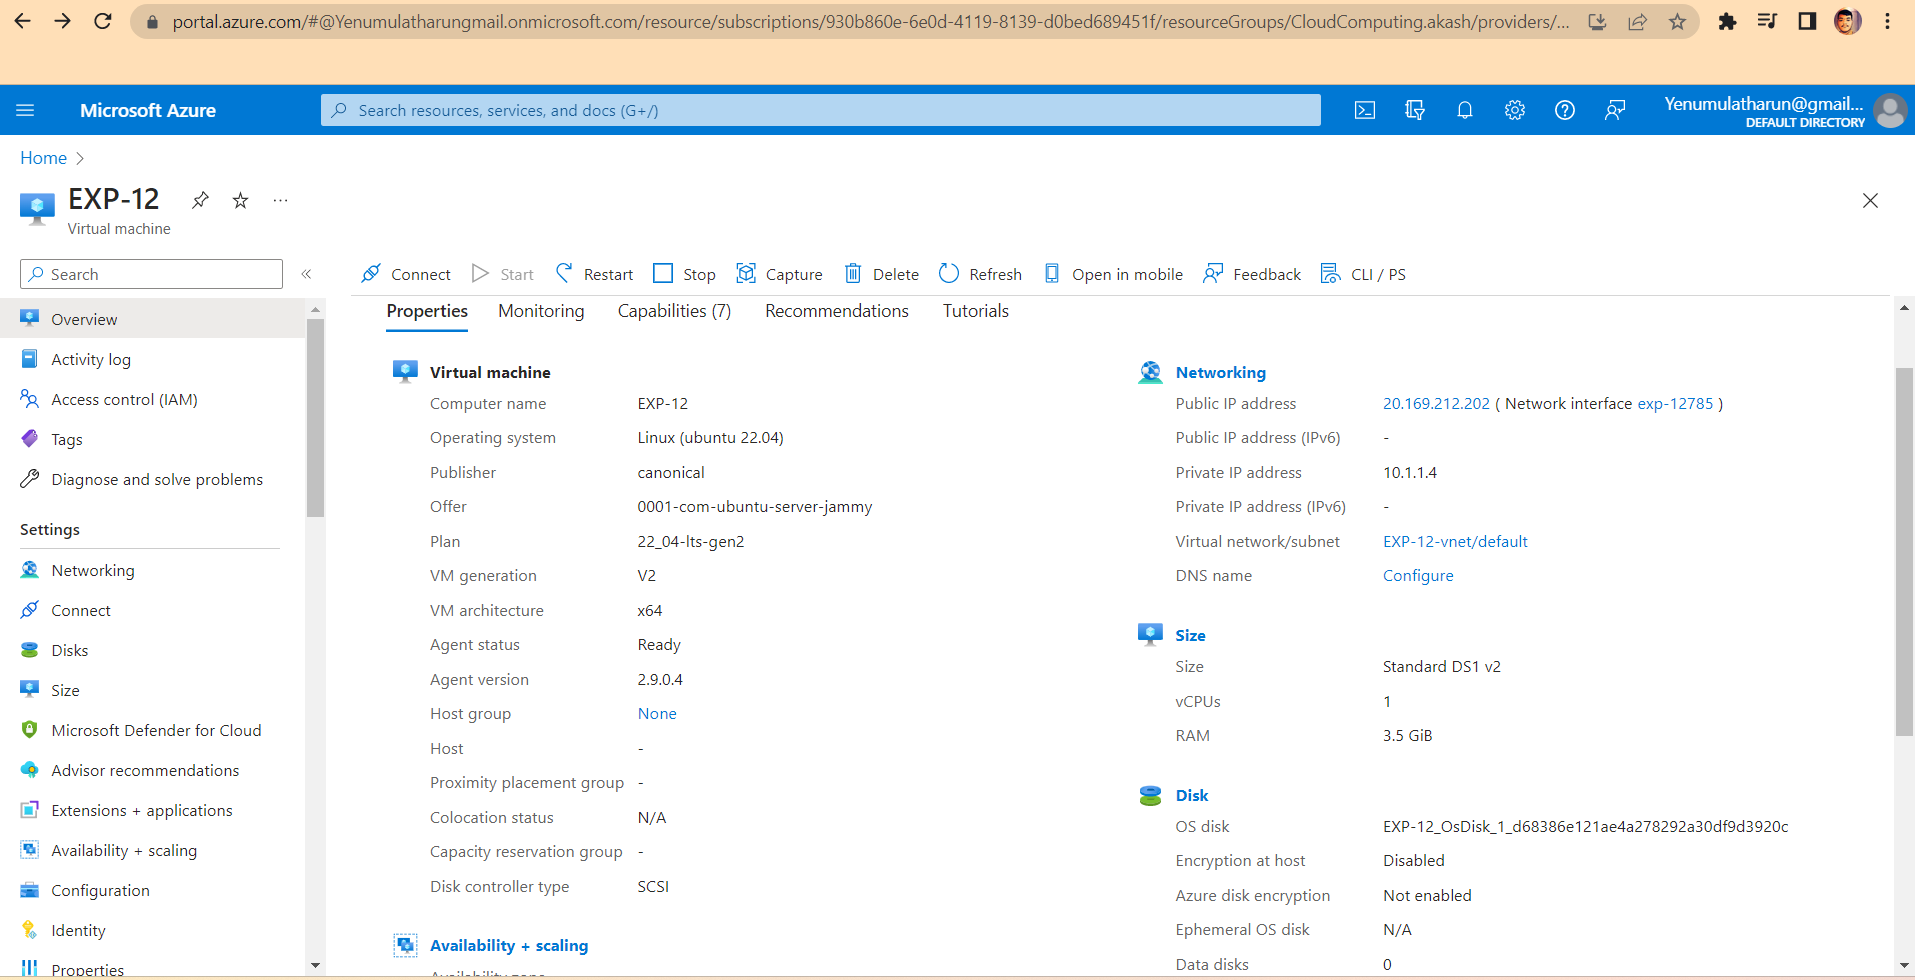 portal.azure.com/#@Yenumulatharungmail.onmicrosoft.com/resource/subscriptions/930b860e-6e0d-4119-8139-d0bed689451f/resourceGroups/CloudComputing.akash/providers/...
Microsoft Azure
Search resources, services, and docs (G+/)
Yenumulatharun@gmail...
DEFAULT DIRECTORY
Home
EXP-12
Virtual machine
Search
Connect Start Restart Stop Capture Delete Refresh Open in mobile Feedback CLI / PS
Overview
Activity log
Access control (IAM)
Tags
Diagnose and solve problems
Settings
Networking
Connect
Disks
Size
Microsoft Defender for Cloud
Advisor recommendations
Extensions + applications
Availability + scaling
Configuration
Identity
Properties
Properties Monitoring Capabilities (7) Recommendations Tutorials
Virtual machine
Computer name EXP-12
Operating system Linux (ubuntu 22.04)
Publisher canonical
Offer 0001-com-ubuntu-server-jammy
Plan 22_04-lts-gen2
VM generation V2
VM architecture x64
Agent status Ready
Agent version 2.9.0.4
Host group None
Host -
Proximity placement group -
Colocation status N/A
Capacity reservation group -
Disk controller type SCSI
Availability + scaling
Availability zone
Networking
Public IP address 20.169.212.202 ( Network interface exp-12785 )
Public IP address (IPv6) -
Private IP address 10.1.1.4
Private IP address (IPv6) -
Virtual network/subnet EXP-12-vnet/default
DNS name Configure
Size
Size Standard DS1 v2
vCPUs 1
RAM 3.5 GiB
Disk
OS disk EXP-12_OsDisk_1_d68386e121ae4a278292a30df9d3920c
Encryption at host Disabled
Azure disk encryption Not enabled
Ephemeral OS disk N/A
Data disks 0